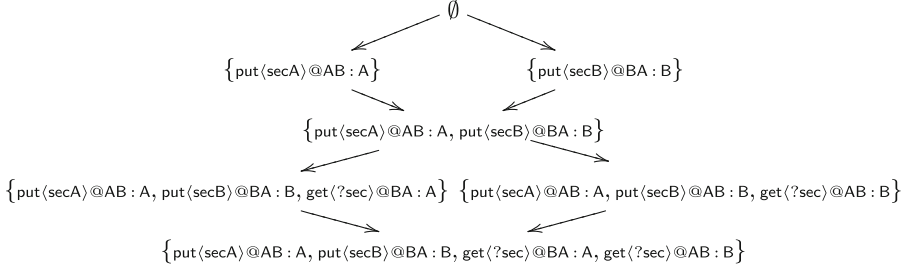 ∅
{put⟨secA⟩@AB : A} {put⟨secB⟩@BA : B}
{put⟨secA⟩@AB : A, put⟨secB⟩@BA : B}
{put⟨secA⟩@AB : A, put⟨secB⟩@BA : B, get⟨?sec⟩@BA : A} {put⟨secA⟩@AB : A, put⟨secB⟩@AB : B, get⟨?sec⟩@AB : B}
{put⟨secA⟩@AB : A, put⟨secB⟩@BA : B, get⟨?sec⟩@BA : A, get⟨?sec⟩@AB : B}